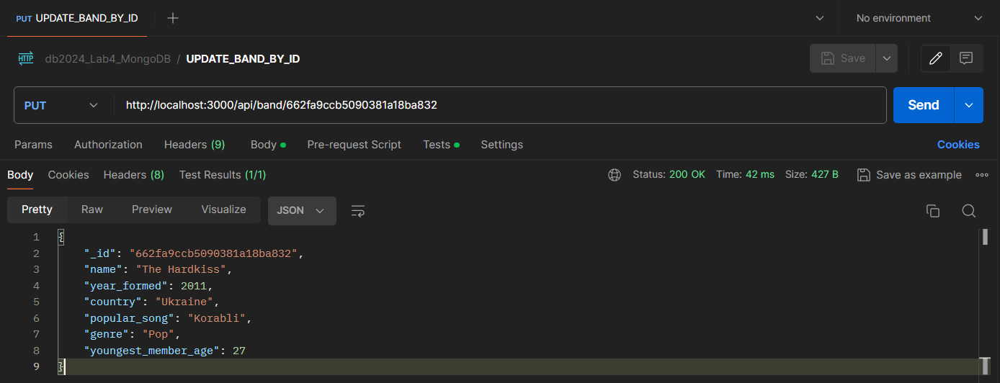 PUT UPDATE_BAND_BY_ID
No environment
HTTP db2024_Lab4_MongoDB / UPDATE_BAND_BY_ID
Save
PUT http://localhost:3000/api/band/662fa9ccb5090381a18ba832 Send
Params Authorization Headers (9) Body Pre-request Script Tests Settings Cookies
Body Cookies Headers (8) Test Results (1/1) Status: 200 OK Time: 42 ms Size: 427 B Save as example
Pretty Raw Preview Visualize JSON
1 {
2 "_id": "662fa9ccb5090381a18ba832",
3 "name": "The Hardkiss",
4 "year_formed": 2011,
5 "country": "Ukraine",
6 "popular_song": "Korabli",
7 "genre": "Pop",
8 "youngest_member_age": 27
9 }